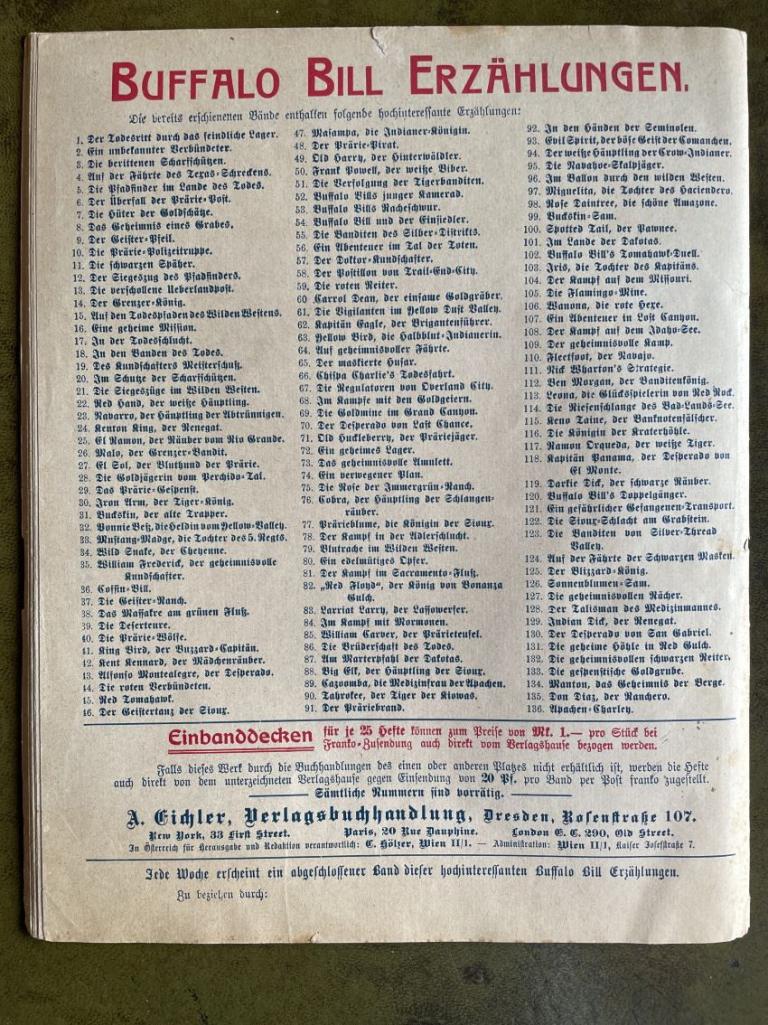 BUFFALO BILL ERZÄHLUNGEN.
Die bereits erschienenen Bände enthalten folgende hochinteressante Erzählungen:
1. Der Todesritt durch das feindliche Lager.
2. Ein unbekannter Verbündeter.
3. Die berittenen Scharfschützen.
4. Auf der Fährte des Texas-Schreckens.
5. Die Pfadfinder im Lande des Todes.
6. Der Überfall der Prärie-Post.
7. Die Hüter der Goldschätze.
8. Das Geheimnis eines Grabes.
9. Der Geister-Pfeil.
10. Die Prärie-Polizeitruppe.
11. Die schwarzen Späher.
12. Der Siegeszug des Pfadfinders.
13. Die verschollene Ueberlandpost.
14. Der Grenzer-König.
15. Auf den Todespfaden des Wilden Westens.
16. Eine geheime Mission.
17. In der Todesschlucht.
18. In den Banden des Todes.
19. Des Kundschafters Meisterschuß.
20. Im Schutze der Scharfschützen.
21. Die Siegeszüge im Wilden Westen.
22. Red Hand, der weiße Häuptling.
23. Navarro, der Häuptling der Abtrünnigen.
24. Kenton King, der Renegat.
25. El Ramon, der Räuber vom Rio Grande.
26. Malo, der Grenzer-Bandit.
27. El Sol, der Bluthund der Prärie.
28. Die Goldjägerin vom Perchido-Tal.
29. Das Prärie-Gespenst.
30. Iron Arm, der Tiger-König.
31. Buckskin, der alte Trapper.
32. Bonnie Beß, die Heldin vom Yellow-Valley.
33. Mustang-Madge, die Tochter des 5. Regts.
34. Wild Snake, der Cheyenne.
35. William Frederick, der geheimnisvolle
Kundschafter.
36. Coffin-Bill.
37. Die Geister-Ranch.
38. Das Massakre am grünen Fluß.
39. Die Deserteure.
40. Die Prärie-Wölfe.
41. King Bird, der Buzzard-Capitän.
42. Kent Kennard, der Mädchenräuber.
43. Alfonso Montealegre, der Desperado.
44. Die roten Verbündeten.
45. Red Tomahawk.
46. Der Geistertanz der Sioux.
47. Masampa, die Indianer-Königin.
48. Der Prärie-Pirat.
49. Old Harry, der Hinterwäldler.
50. Frank Powell, der weiße Biber.
51. Die Verfolgung der Tigerbanditen.
52. Buffalo Bills junger Kamerad.
53. Buffalo Bills Racheschwur.
54. Buffalo Bill und der Einsiedler.
55. Die Banditen des Silber-Distrikts.
56. Ein Abenteuer im Tal der Toten.
57. Der Doktor-Kundschafter.
58. Der Postillon von Trail-End-City.
59. Die roten Reiter.
60 Carrol Dean, der einsame Goldgräber.
61. Die Vigilanten im Yellow Dust Valley.
62. Kapitän Eagle, der Brigantenführer.
63. Yellow Bird, die Halbblut-Indianerin.
64. Auf geheimnisvoller Fährte.
65. Der maskierte Husar.
66. Chispa Charlie's Todesfahrt.
67. Die Regulatoren von Overland City.
68. Im Kampfe mit den Goldgeiern.
69. Die Goldmine im Grand Canyon.
70. Der Desperado von Last Chance.
71. Old Huckleberry, der Präriejäger.
72. Ein geheimes Lager.
73. Das geheimnisvolle Amulett.
74. Ein verwegener Plan.
75. Die Rose der Immergrün-Ranch.
76. Cobra, der Häuptling der Schlangen-
räuber.
77. Prärieblume, die Königin der Sioux.
78. Der Kampf in der Adlerschlucht.
79. Blutrache im Wilden Westen.
80. Ein edelmütiges Opfer.
81. Der Kampf im Sacramento-Fluß.
82. „Red Floyd", der König von Bonanza
Gulch.
83. Larriat Larry, der Lassowerfer.
84. Im Kampf mit Mormonen.
85. William Carver, der Prärieteufel.
86. Die Brüderschaft des Todes.
87. Am Marterpfahl der Dakotas.
88. Big Elk, der Häuptling der Sioux.
89. Cazoomba, die Medizinfrau der Apachen.
90. Tahrokee, der Tiger der Kiowas.
91. Der Präriebrand.
92. In den Händen der Seminolen.
93. Evil Spirit, der böse Geist der Comanchen.
94. Der weiße Häuptling der Crow-Indianer.
95. Die Navahoe-Skalpjäger.
96. Im Ballon durch den wilden Westen.
97. Miguelita, die Tochter des Haciendero.
98. Rose Daintree, die schöne Amazone.
99. Buckskin-Sam.
100. Spotted Tail, der Pawnee.
101. Im Lande der Dakotas.
102. Buffalo Bill's Tomahawk-Duell.
103. Iris, die Tochter des Kapitäns.
104. Der Kampf auf dem Missouri.
105. Die Flamingo-Mine.
106. Wanona, die rote Hexe.
107. Ein Abenteuer in Lost Canyon.
108. Der Kampf auf dem Idaho-See.
109. Der geheimnisvolle Kamp.
110. Fleetfoot, der Navajo.
111. Nick Wharton's Strategie.
112. Ben Morgan, der Banditenkönig.
113. Leona, die Glücksspielerin von Red Rock.
114. Die Riesenschlange des Bad-Lands-See.
115. Keno Taine, der Banknotenfälscher.
116. Die Königin der Kraterhöhle.
117. Ramon Orqueda, der weiße Tiger.
118. Kapitän Panama, der Desperado von
El Monte.
119. Darkie Dick, der schwarze Räuber.
120. Buffalo Bill's Doppelgänger.
121. Ein gefährlicher Gefangenen-Transport.
122. Die Sioux-Schlacht am Grabstein.
123. Die Banditen von Silver-Thread
Valley.
124. Auf der Fährte der Schwarzen Masken.
125. Der Blizzard-König.
126. Sonnenblumen-Sam.
127. Die geheimnisvollen Rächer.
128. Der Talisman des Medizinmannes.
129. Indian Dick, der Renegat.
130. Der Desperado von San Gabriel.
131. Die geheime Höhle in Red Gulch.
132. Die geheimnisvollen schwarzen Reiter.
133. Die gespenstische Goldgrube.
134. Manton, das Geheimnis der Berge.
135. Don Diaz, der Ranchero.
136. Apachen-Charley.
Einbanddecken für je 25 Hefte können zum Preise von Mk. 1.— pro Stück bei
Franko-Zusendung auch direkt vom Verlagshause bezogen werden.
Falls dieses Werk durch die Buchhandlungen des einen oder anderen Platzes nicht erhältlich ist, werden die Hefte
auch direkt von dem unterzeichneten Verlagshause gegen Einsendung von 20 Pf. pro Band per Post franko zugestellt.
Sämtliche Nummern sind vorrätig.
A. Eichler, Verlagsbuchhandlung, Dresden, Rosenstraße 107.
New York, 33 First Street. Paris, 20 Rue Dauphine. London E. C. 290, Old Street.
In Österreich für Herausgabe und Redaktion verantwortlich: C. Hölzer, Wien II/1. — Administration: Wien II/1, Kaiser Josefstraße 7.
Jede Woche erscheint ein abgeschlossener Band dieser hochinteressanten Buffalo Bill Erzählungen.
Zu beziehen durch: